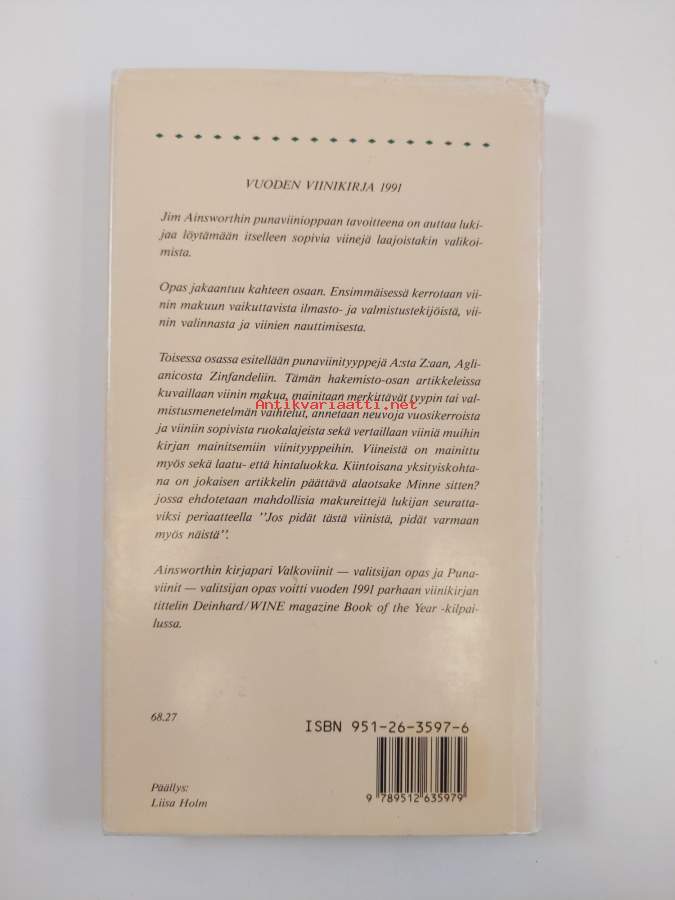 VUODEN VIINIKIRJA 1991
Jim Ainsworthin punaviinioppaan tavoitteena on auttaa luki-
jaa löytämään itselleen sopivia viinejä laajoistakin valikoi-
mista.
Opas jakaantuu kahteen osaan. Ensimmäisessä kerrotaan vii-
nin makuun vaikuttavista ilmasto- ja valmistustekijöistä, vii-
nin valinnasta ja viinien nauttimisesta.
Toisessa osassa esitellään punaviinityyppejä A:sta Z:aan, Agli-
anicosta Zinfandeliin. Tämän hakemisto-osan artikkeleissa
kuvaillaan viinin makua, mainitaan merkittävät tyypin tai val-
Antikvariaatti.net
mistusmenetelmän vaihtelut, annetaan neuvoja vuosikerroista
ja viiniin sopivista ruokalajeista sekä vertaillaan viiniä muihin
kirjan mainitsemiin viinityyppeihin. Viineistä on mainittu
myös sekä laatu- että hintaluokka. Kiintoisana yksityiskohta-
na on jokaisen artikkelin päättävä alaotsake Minne sitten?
jossa ehdotetaan mahdollisia makureittejä lukijan seuratta-
viksi periaatteella "Jos pidät tästä viinistä, pidät varmaan
myös näistä".
Ainsworthin kirjapari Valkoviinit — valitsijan opas ja Puna-
viinit — valitsijan opas voitti vuoden 1991 parhaan viinikirjan
tittelin Deinhard/WINE magazine Book of the Year -kilpai-
lussa.
68.27
ISBN 951-26-3597-6
9 789512 635979
Päällys:
Liisa Holm